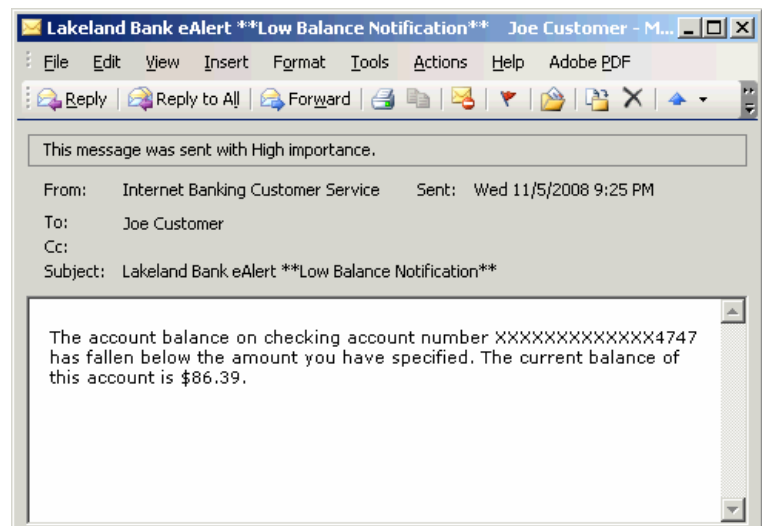 Lakeland Bank eAlert **Low Balance Notification** Joe Customer - M...
File Edit View Insert Format Tools Actions Help Adobe PDF
Reply Reply to All Forward
This message was sent with High importance.
From: Internet Banking Customer Service Sent: Wed 11/5/2008 9:25 PM
To: Joe Customer
Cc:
Subject: Lakeland Bank eAlert **Low Balance Notification**
The account balance on checking account number XXXXXXXXXXXXX4747
has fallen below the amount you have specified. The current balance of
this account is $86.39.